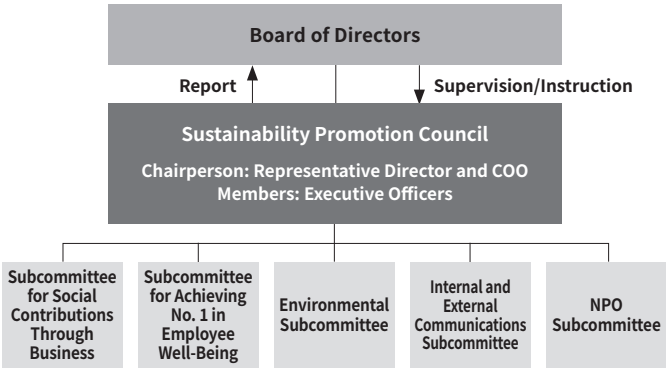 Board of Directors
Report
Supervision/Instruction
Sustainability Promotion Council
Chairperson: Representative Director and COO
Members: Executive Officers
Subcommittee
for Social
Contributions
Through
Business
Subcommittee
for Achieving
No. 1 in
Employee
Well-Being
Environmental
Subcommittee
Internal and
External
Communications
Subcommittee
NPO
Subcommittee